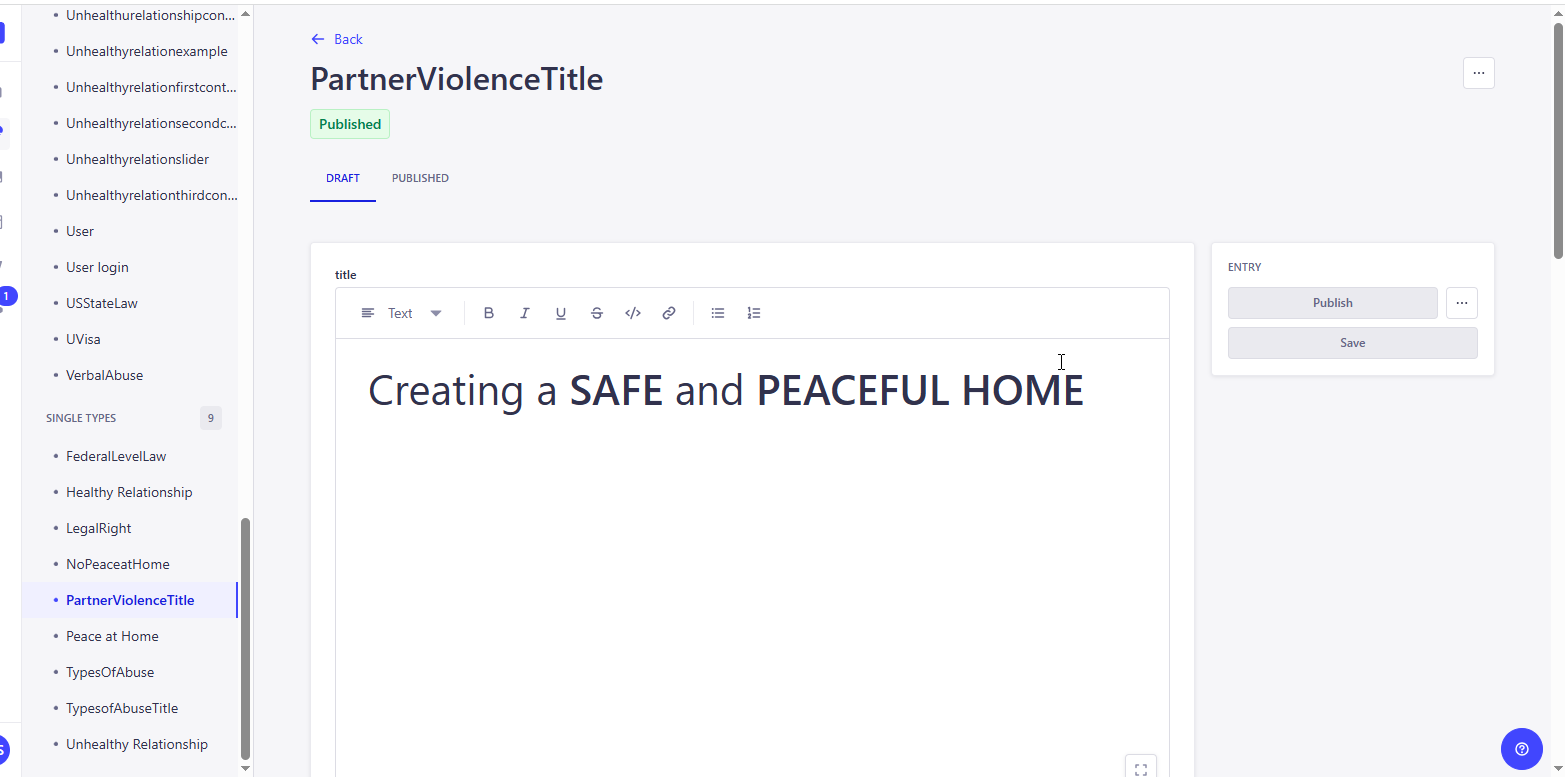 Unhealthurelationshipcon...
Unhealthyrelationexample
Unhealthyrelationfirstcont...
Unhealthyrelationsecondc...
Unhealthyrelationslider
Unhealthyrelationthirdcon...
User
User login
USStateLaw
UVisa
VerbalAbuse
SINGLE TYPES 9
FederalLevelLaw
Healthy Relationship
LegalRight
NoPeaceatHome
PartnerViolenceTitle
Peace at Home
TypesOfAbuse
TypesofAbuseTitle
Unhealthy Relationship
1
S
Back
PartnerViolenceTitle
Published
DRAFT PUBLISHED
title
Text B I U S
Creating a SAFE and PEACEFUL HOME
ENTRY
Publish
Save